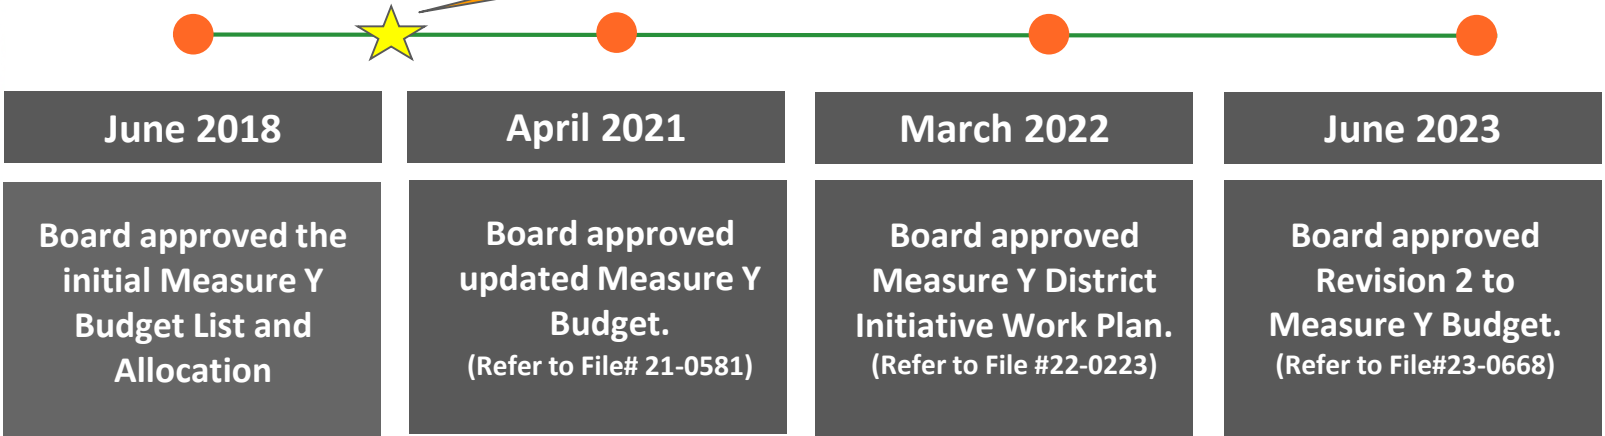 June 2018
Board approved the
initial Measure Y
Budget List and
Allocation
April 2021
Board approved
updated Measure Y
Budget.
(Refer to File# 21-0581)
March 2022
Board approved
Measure Y District
Initiative Work Plan.
(Refer to File #22-0223)
June 2023
Board approved
Revision 2 to
Measure Y Budget.
(Refer to File#23-0668)